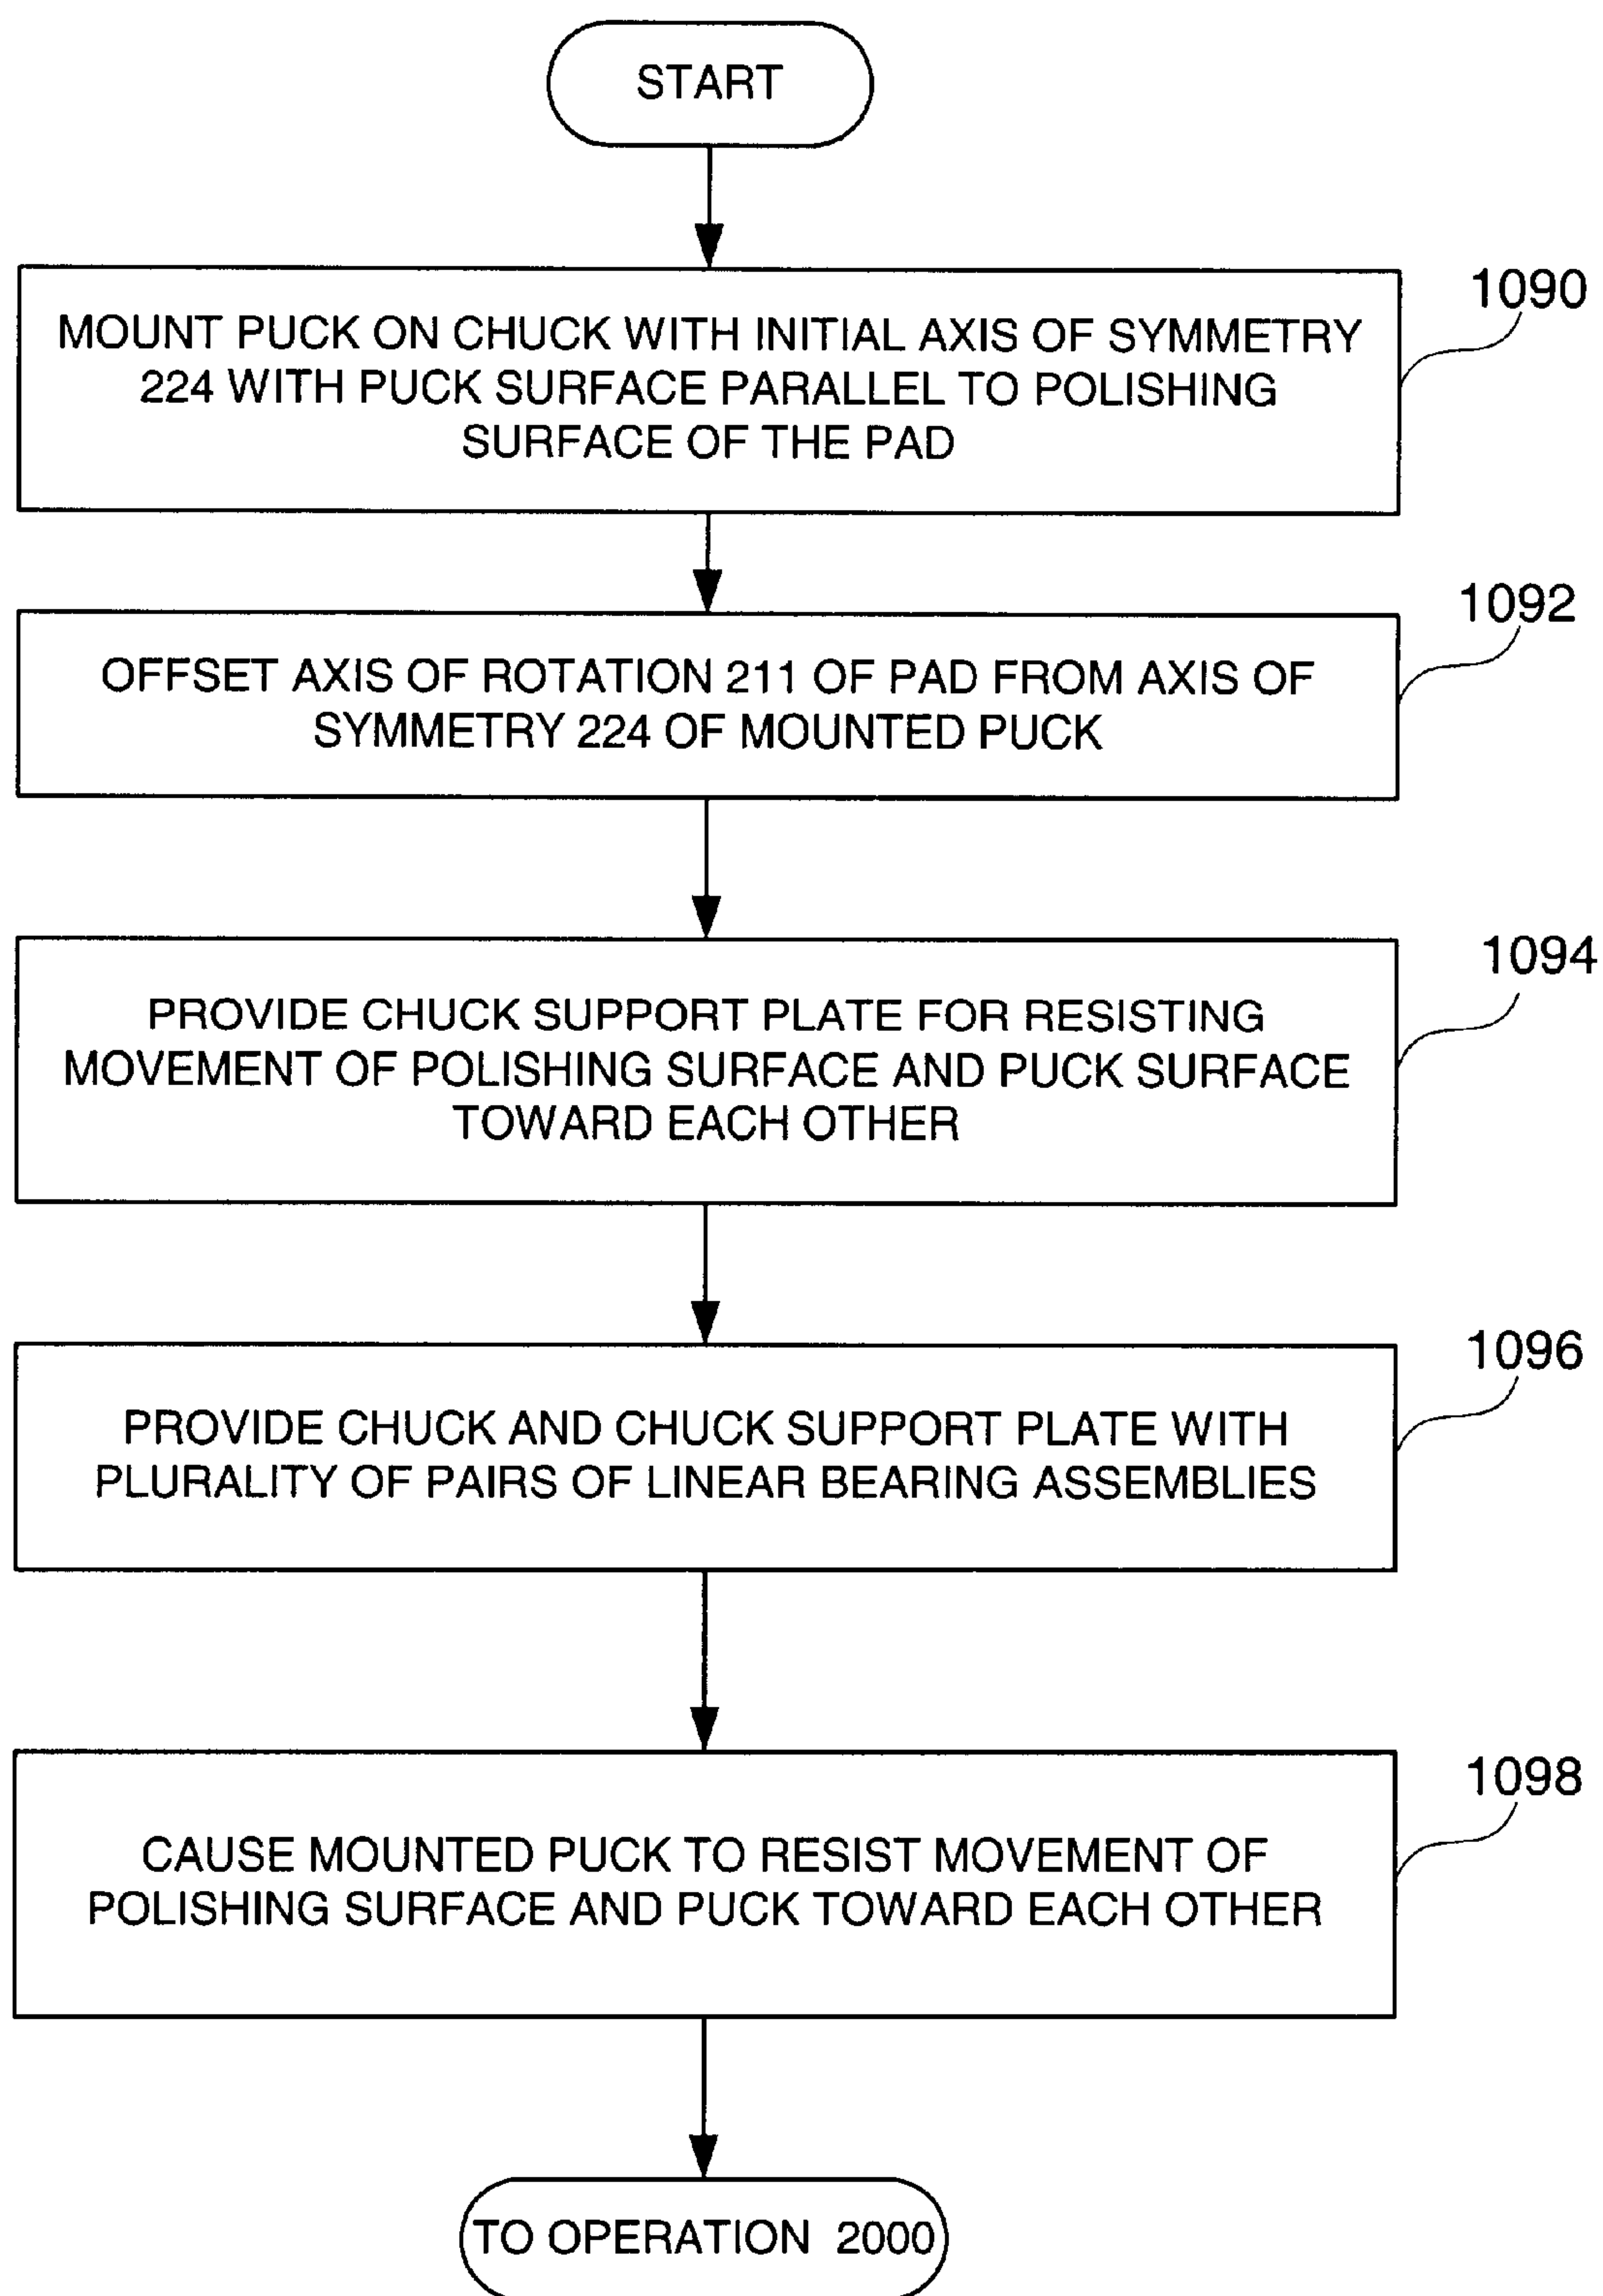 START
1090
MOUNT PUCK ON CHUCK WITH INITIAL AXIS OF SYMMETRY
224 WITH PUCK SURFACE PARALLEL TO POLISHING
SURFACE OF THE PAD
1092
OFFSET AXIS OF ROTATION 211 OF PAD FROM AXIS OF
SYMMETRY 224 OF MOUNTED PUCK
1094
PROVIDE CHUCK SUPPORT PLATE FOR RESISTING
MOVEMENT OF POLISHING SURFACE AND PUCK SURFACE
TOWARD EACH OTHER
1096
PROVIDE CHUCK AND CHUCK SUPPORT PLATE WITH
PLURALITY OF PAIRS OF LINEAR BEARING ASSEMBLIES
1098
CAUSE MOUNTED PUCK TO RESIST MOVEMENT OF
POLISHING SURFACE AND PUCK TOWARD EACH OTHER
TO OPERATION 2000